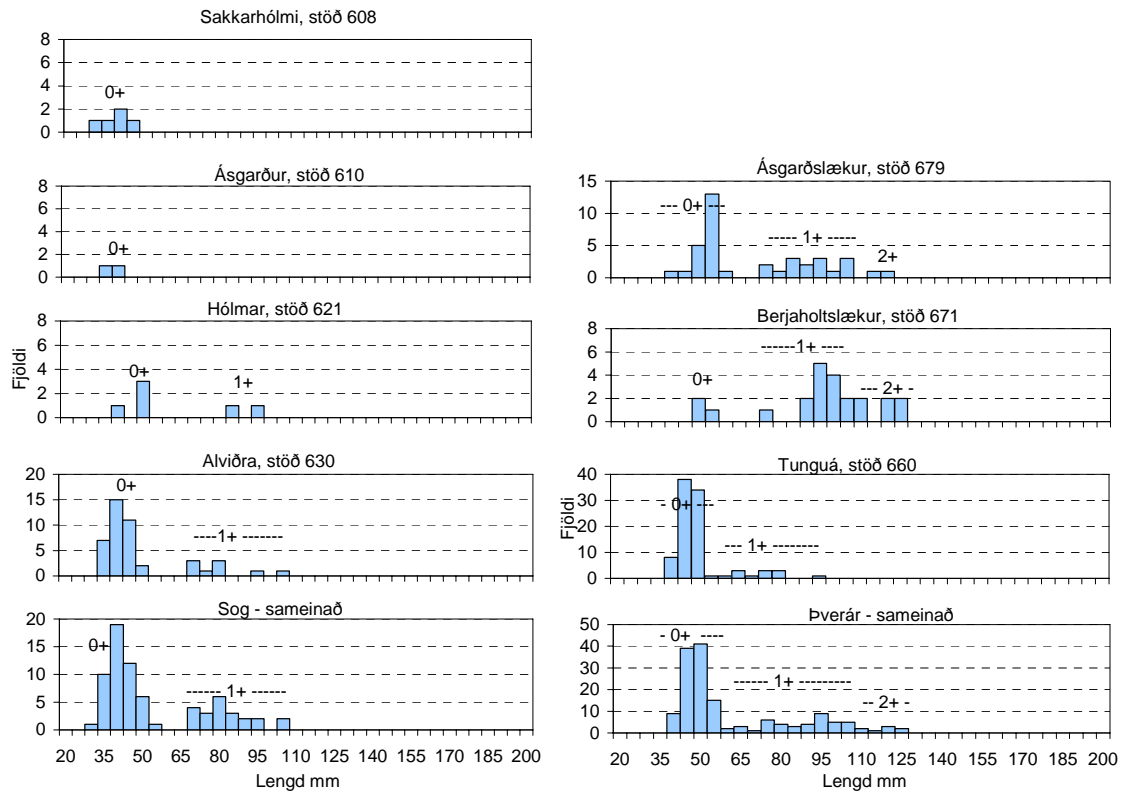 Sakkarhólmi, stöð 608
8
6
4
2
0
0+
Ásgarður, stöð 610
8
6
4
2
0
0+
Hólmar, stöð 621
8
6
4
2
0
0+
1+
Fjöldi
Alviðra, stöð 630
20
15
10
5
0
0+
----1+ -------
Sog - sameinað
20
15
10
5
0
0+
------ 1+ ------
20 35 50 65 80 95 110 125 140 155 170 185 200
Lengd mm
Ásgarðslækur, stöð 679
15
10
5
0
--- 0+ ---
----- 1+ -----
2+
Berjaholtslækur, stöð 671
8
6
4
2
0
0+
------1+ ----
--- 2+ -
Tunguá, stöð 660
40
30
20
10
0
- 0+ ---
--- 1+ --------
Fjöldi
Þverár - sameinað
50
40
30
20
10
0
- 0+ ----
----- 1+ ---------
-- 2+ -
20 35 50 65 80 95 110 125 140 155 170 185 200
Lengd mm